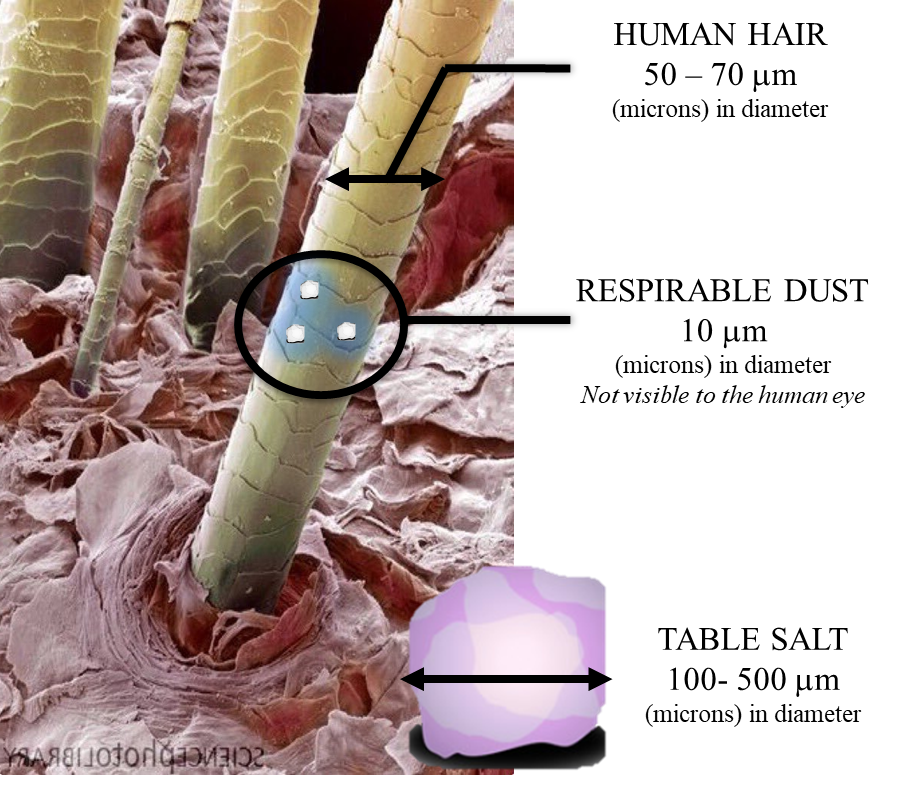 HUMAN HAIR
50 – 70 µm
(microns) in diameter
RESPIRABLE DUST
10 µm
(microns) in diameter
Not visible to the human eye
TABLE SALT
100- 500 µm
(microns) in diameter
SCIENCEphotoLIBRARY